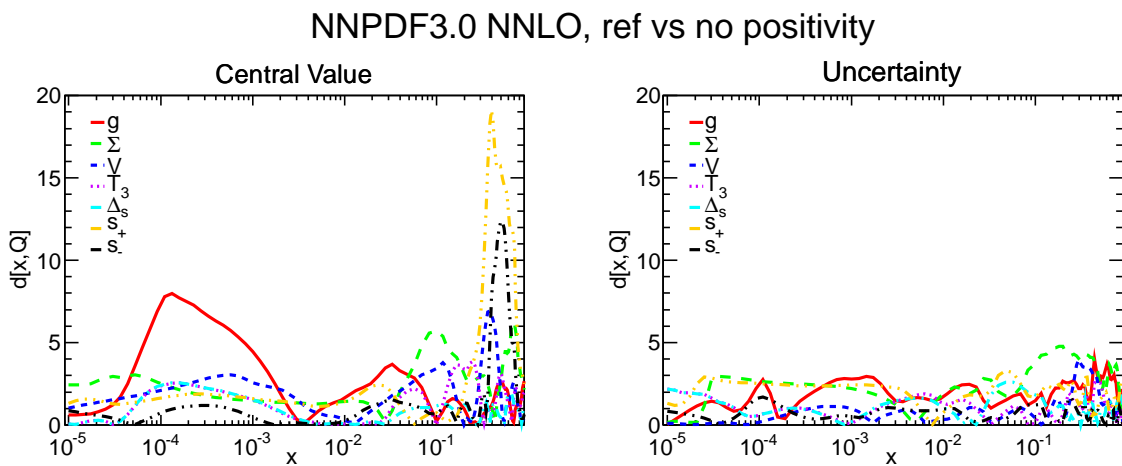 NNPDF3.0 NNLO, ref vs no positivity
Central Value
20
15
10
5
0
d[x,Q]
g
Σ
V
T₃
Δₛ
s₊
s₋
10⁻⁵
10⁻⁴
10⁻³
10⁻²
10⁻¹
x
Uncertainty
20
15
10
5
0
d[x,Q]
g
Σ
V
T₃
Δₛ
s₊
s₋
10⁻⁵
10⁻⁴
10⁻³
10⁻²
10⁻¹
x